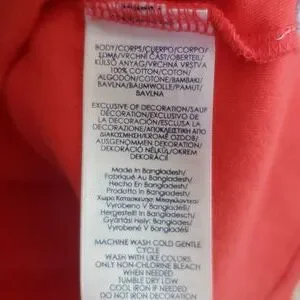 BODY/CORPS/CUERPO/CORPO/
ΣΩΜΑ/VRCHNÍ ČÁST/OBERTEIL/
KÜLSŐ ANYAG/VRCHNÁ VRSTVA
100% COTTON/COTON/
ALGODÓN/COTONE/ΒΑΜΒΑΚΙ/
BAVLNA/BAUMWOLLE/PAMUT/
BAVLNA
EXCLUSIVE OF DECORATION/SAUF
DÉCORATION/EXCLUSIVO DE
LA DECORACIÓN/ESCLUSA LA
DECORAZIONE/ΑΠΟΚΛΕΙΣΤΙΚΗ ΑΠΟ
ΔΙΑΚΟΣΜΗΣΗ/KROMĚ OZDOB/
AUSGENOMMEN DEKORATION/
DEKORÁCIÓ NÉLKÜL/OKREM
DEKORÁCIE
Made In Bangladesh/
Fabriqué Au Bangladesh/
Hecho En Bangladesh/
Prodotto In Bangladesh/
Χώρα Κατασκευής Μπανγκλαντές/
Vyrobeno V Bangladéši/
Hergestellt In Bangladesch/
Gyártási hely: Banglades/
Vyrobené V Bangladéši
MACHINE WASH COLD GENTLE
CYCLE
WASH WITH LIKE COLORS
ONLY NON-CHLORINE BLEACH
WHEN NEEDED
TUMBLE DRY LOW
COOL IRON IF NEEDED
DO NOT IRON DECORATION